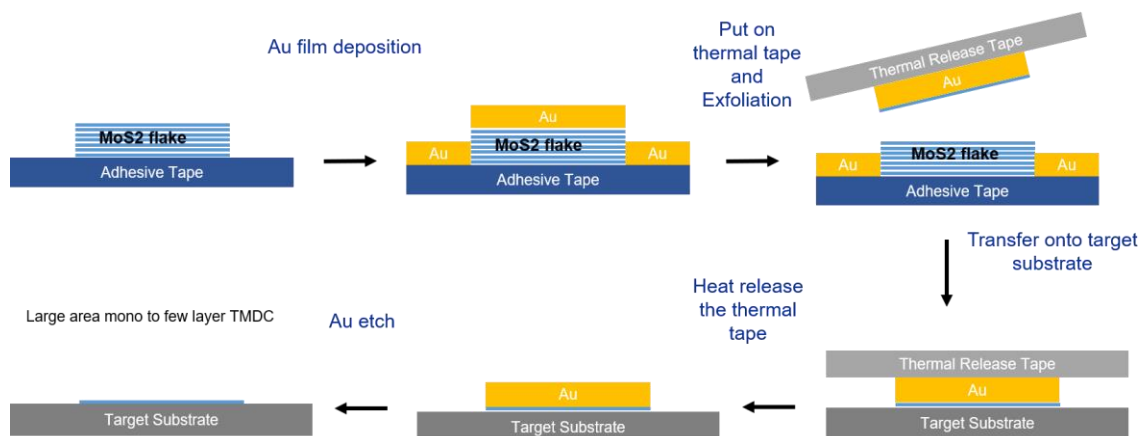 Au film deposition
Put on
thermal tape
and
Exfoliation
Thermal Release Tape
Au
MoS2 flake
Adhesive Tape
Au
Au
MoS2 flake
Au
Adhesive Tape
Au
MoS2 flake
Au
Adhesive Tape
Transfer onto target
substrate
Large area mono to few layer TMDC
Au etch
Heat release
the thermal
tape
Thermal Release Tape
Au
Target Substrate
Au
Target Substrate
Target Substrate